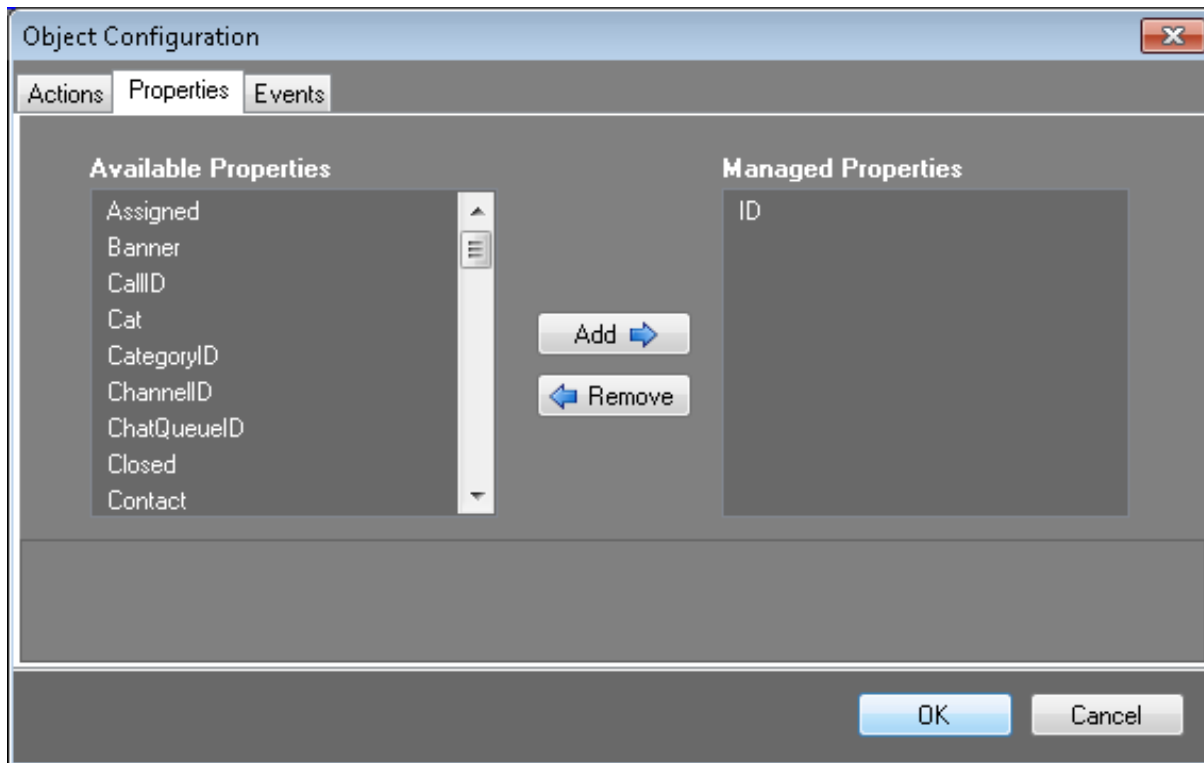 Object Configuration
Actions Properties Events
Available Properties
Assigned
Banner
CallID
Cat
CategoryID
ChannelID
ChatQueueID
Closed
Contact
Add
Remove
Managed Properties
ID
OK Cancel